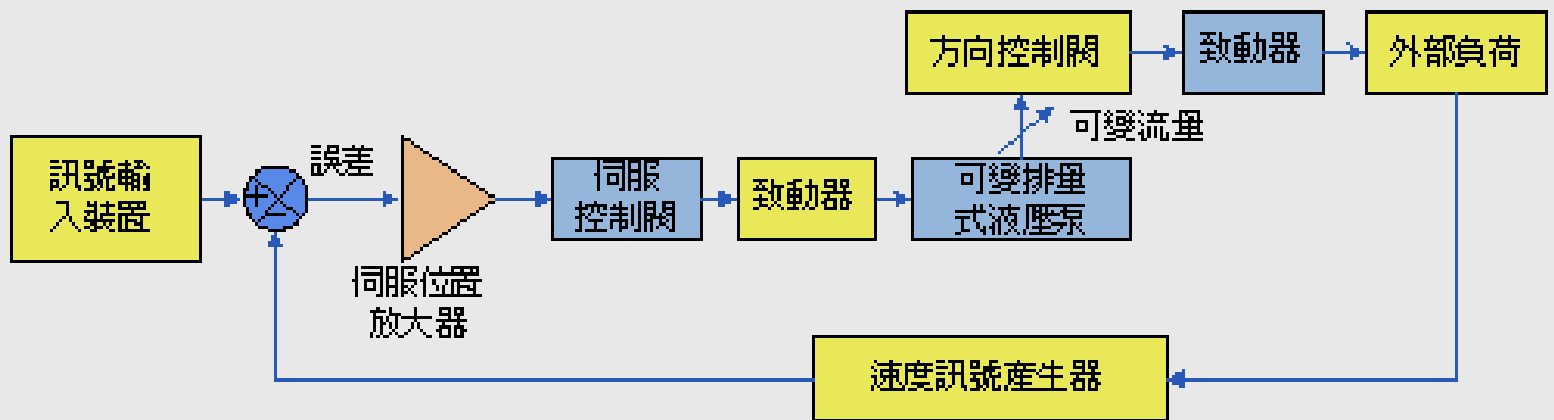 方向控制閥
致動器
外部負荷
可變流量
訊號輸
入裝置
+
−
誤差
伺服
控制閥
致動器
可變排量
式液壓泵
伺服位置
放大器
速度訊號產生器